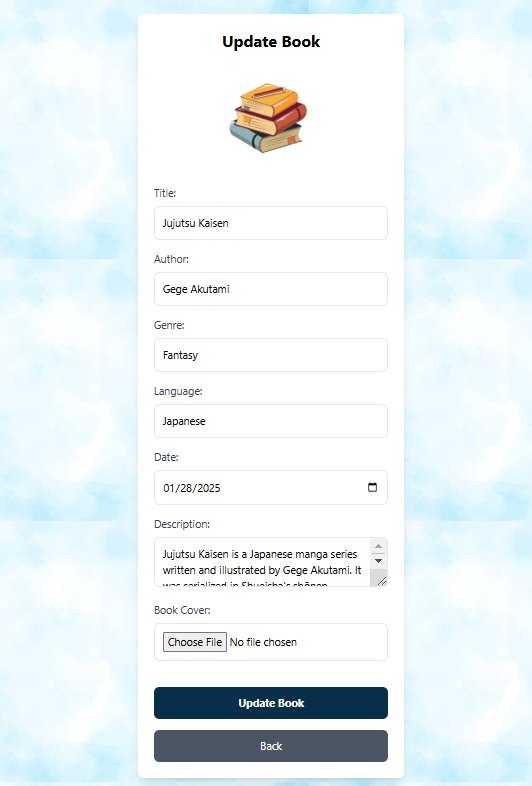 Update Book
Title:
Jujutsu Kaisen
Author:
Gege Akutami
Genre:
Fantasy
Language:
Japanese
Date:
01/28/2025
Description:
Jujutsu Kaisen is a Japanese manga series
written and illustrated by Gege Akutami. It
was serialized in Shueisha's shōnen
Book Cover:
Choose File No file chosen
Update Book
Back